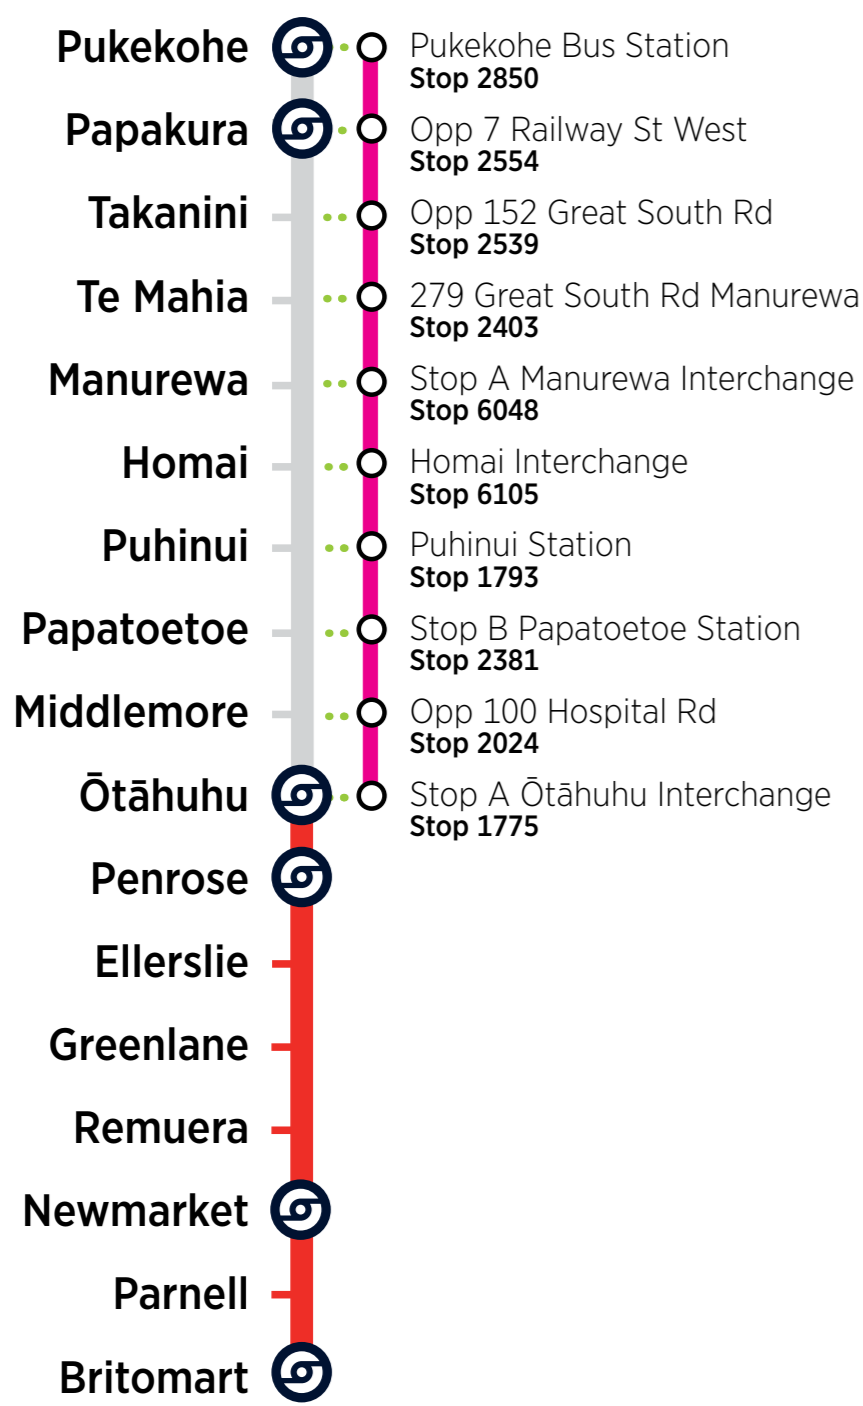 Pukekohe
Pukekohe Bus Station
Stop 2850
Papakura
Opp 7 Railway St West
Stop 2554
Takanini
Opp 152 Great South Rd
Stop 2539
Te Mahia
279 Great South Rd Manurewa
Stop 2403
Manurewa
Stop A Manurewa Interchange
Stop 6048
Homai
Homai Interchange
Stop 6105
Puhinui
Puhinui Station
Stop 1793
Papatoetoe
Stop B Papatoetoe Station
Stop 2381
Middlemore
Opp 100 Hospital Rd
Stop 2024
Ōtāhuhu
Stop A Ōtāhuhu Interchange
Stop 1775
Penrose
Ellerslie
Greenlane
Remuera
Newmarket
Parnell
Britomart